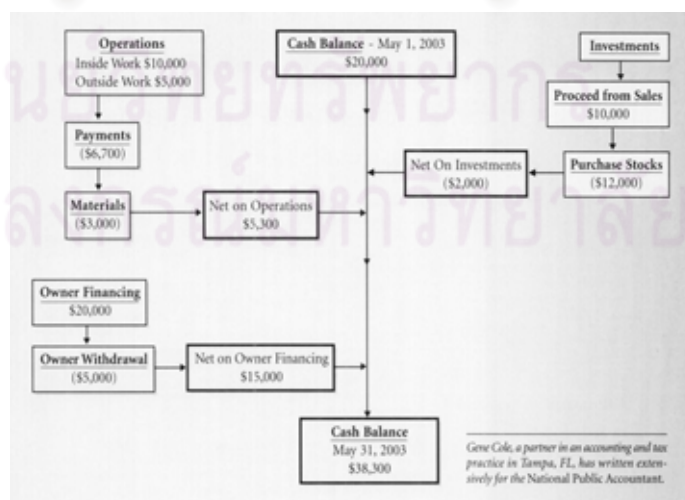 Operations
Inside Work $10,000
Outside Work $5,000
Cash Balance - May 1, 2003
$20,000
Investments
Proceed from Sales
$10,000
Payments
($6,700)
Net On Investments
($2,000)
Purchase Stocks
($12,000)
Materials
($3,000)
Net on Operations
$5,300
Owner Financing
$20,000
Owner Withdrawal
($5,000)
Net on Owner Financing
$15,000
Cash Balance
May 31, 2003
$38,300
Gene Cole, a partner in an accounting and tax
practice in Tampa, FL, has written exten-
sively for the National Public Accountant.